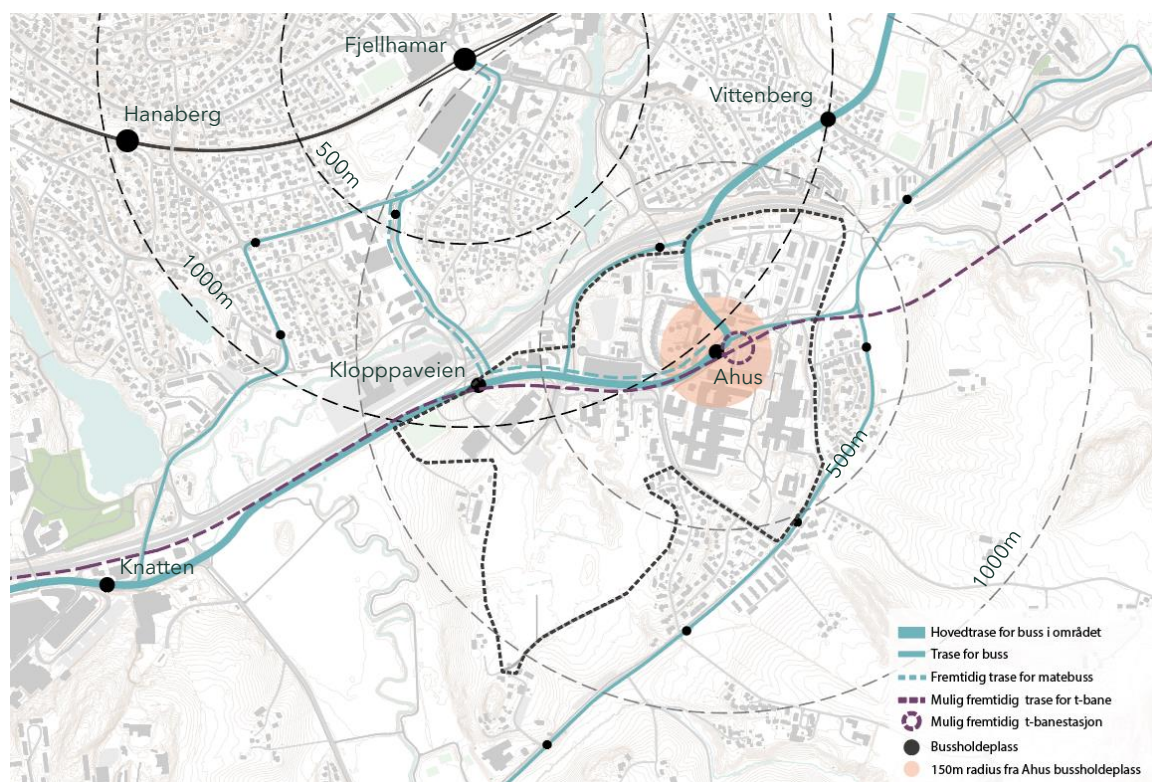 Fjellhamar
Hanaberg
Vittenberg
500m
1000m
Klopppaveien
Ahus
500m
1000m
Knatten
Hovedtrase for buss i området
Trase for buss
Fremtidig trase for matebuss
Mulig fremtidig trase for t-bane
Mulig fremtidig t-banestasjon
Bussholdeplass
150m radius fra Ahus bussholdeplass